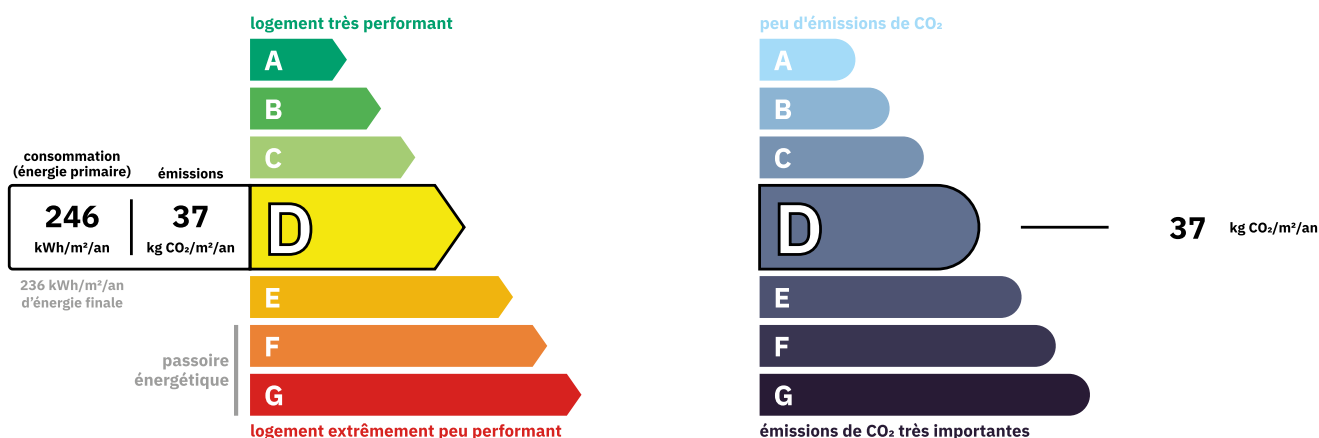 logement très performant
A
B
C
consommation
(énergie primaire)
émissions
246
kWh/m²/an
37
kg CO₂/m²/an
D
236 kWh/m²/an
d’énergie finale
E
passoire
énergétique
F
G
logement extrêmement peu performant
peu d'émissions de CO₂
A
B
C
D
37 kg CO₂/m²/an
E
F
G
émissions de CO₂ très importantes